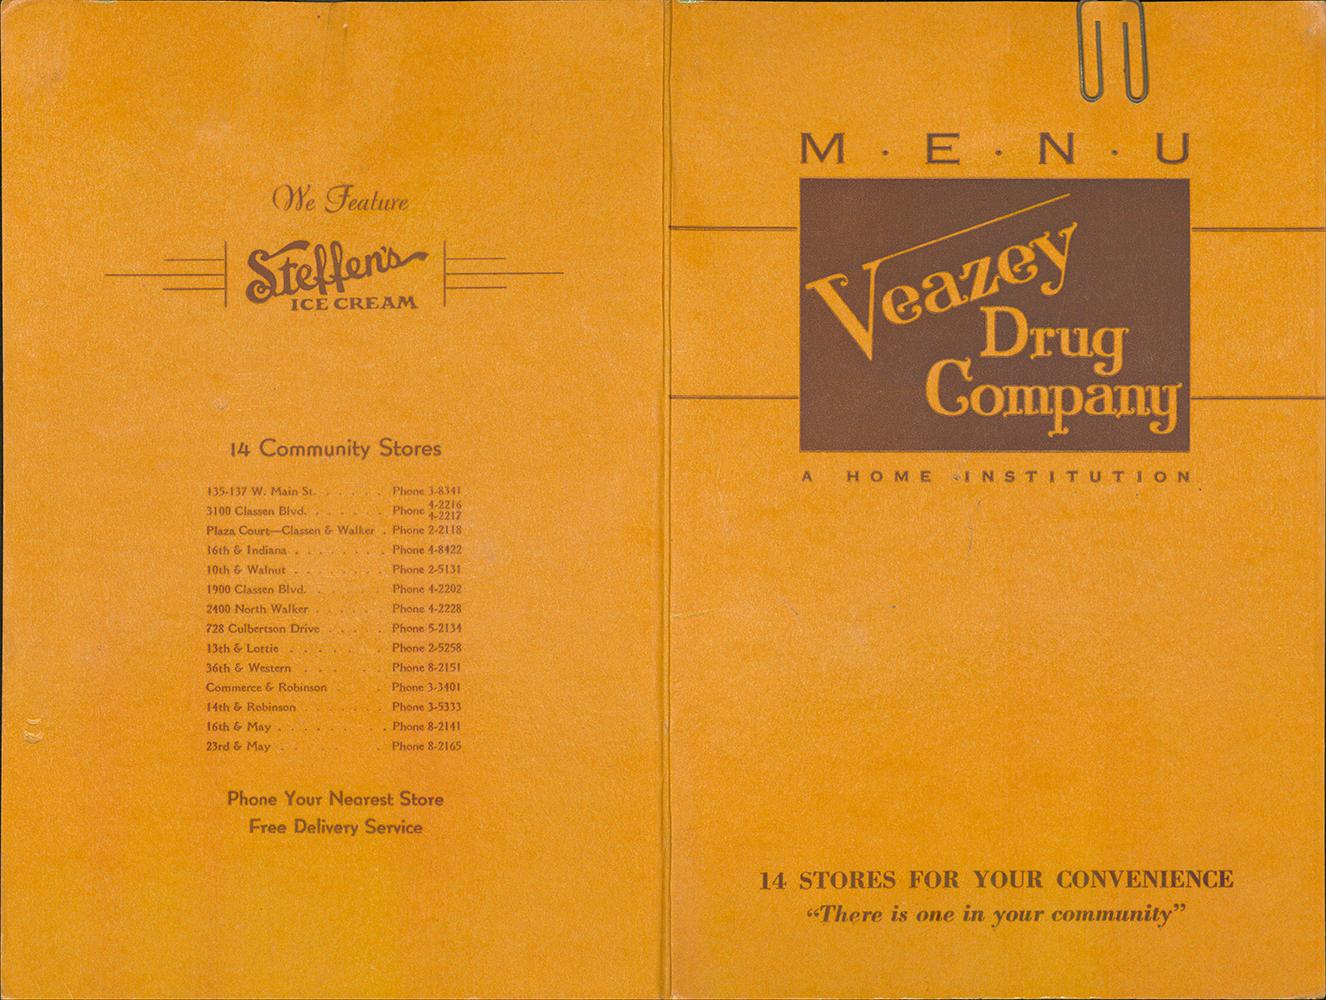 We Feature
Steffen's
ICE CREAM
14 Community Stores
135-137 W. Main St. . . . . . Phone 3-8341
3100 Classen Blvd. . . . . . . Phone 4-2216
4-2217
Plaza Court—Classen & Walker . Phone 2-2118
16th & Indiana . . . . . . . Phone 4-8422
10th & Walnut . . . . . . . Phone 2-5131
1900 Classen Blvd. . . . . . Phone 4-2202
2400 North Walker . . . . . Phone 4-2228
728 Culbertson Drive . . . . . Phone 5-2134
13th & Lottie . . . . . . . Phone 2-5258
36th & Western . . . . . . Phone 8-2151
Commerce & Robinson . . . Phone 3-3401
14th & Robinson . . . . . . Phone 3-5333
16th & May . . . . . . . . Phone 8-2141
23rd & May . . . . . . . Phone 8-2165
Phone Your Nearest Store
Free Delivery Service
M · E · N · U
Veazey
Drug
Company
A HOME INSTITUTION
14 STORES FOR YOUR CONVENIENCE
“There is one in your community”